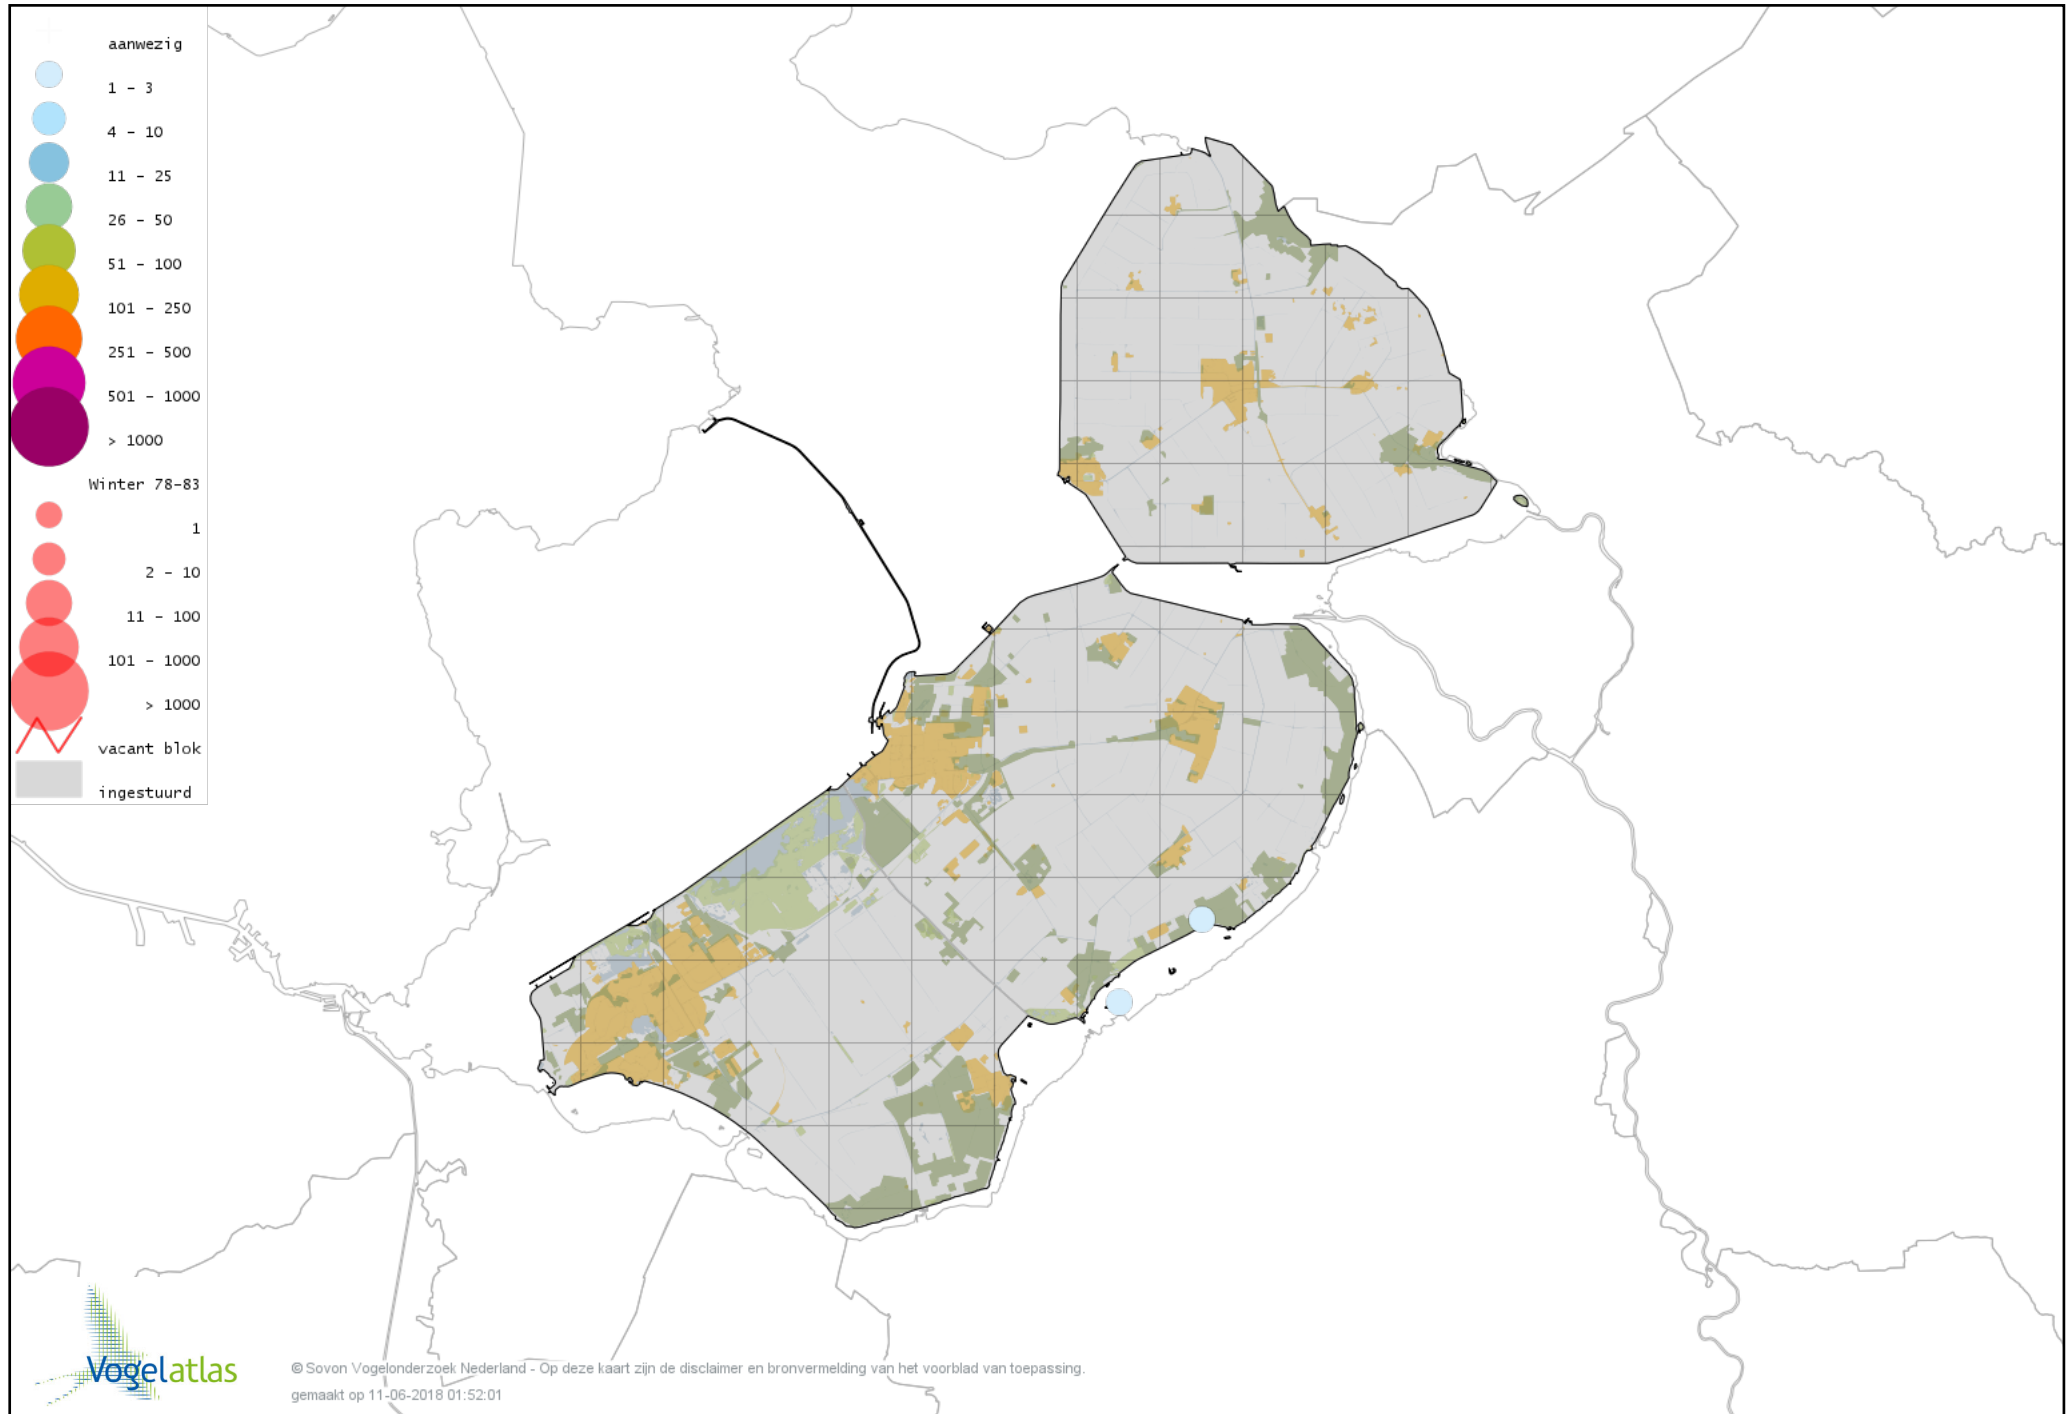 aanwezig
1 - 3
4 - 10
11 - 25
26 - 50
51 - 100
101 - 250
251 - 500
501 - 1000
> 1000
Winter 78-83
1
2 - 10
11 - 100
101 - 1000
> 1000
vacant blok
ingestuurd
Vogelatlas
© Sovon Vogelonderzoek Nederland - Op deze kaart zijn de disclaimer en bronvermelding van het voorblad van toepassing.
gemaakt op 11-06-2018 01:52:01